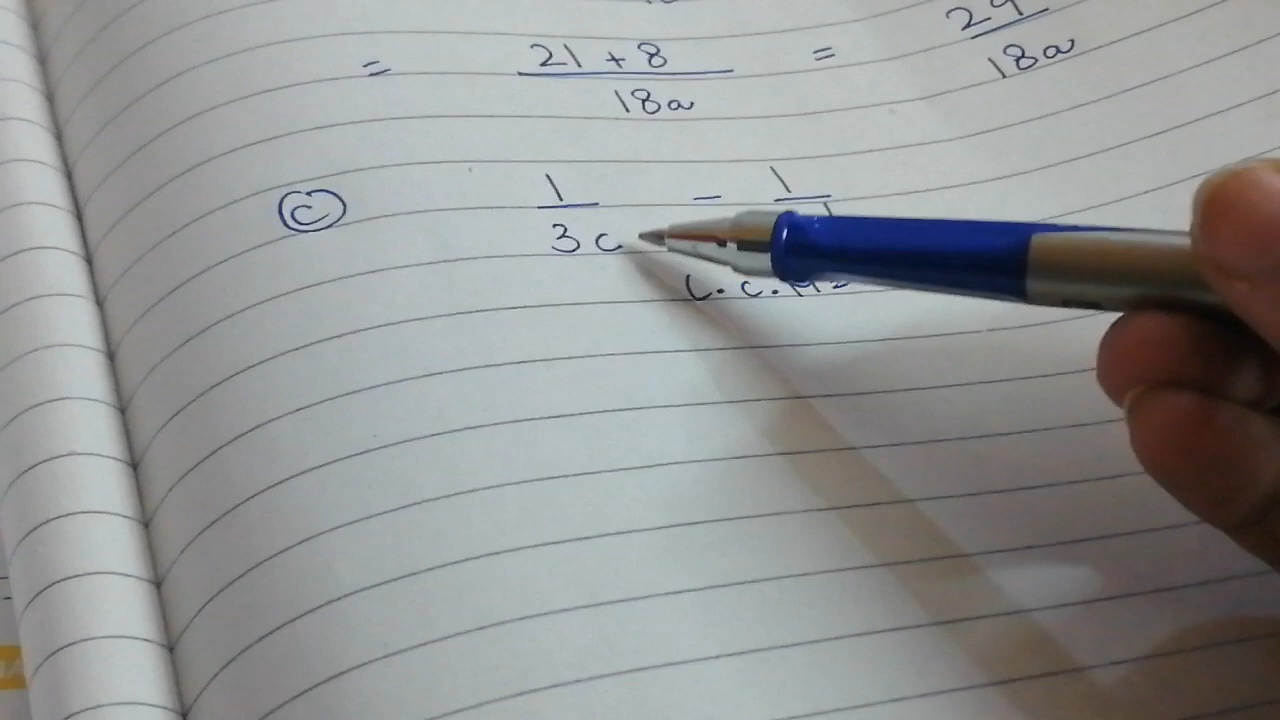 = 21 + 8 / 18a = 29 / 18a
(c) 1 / 3c - 1 /
L.C.M =